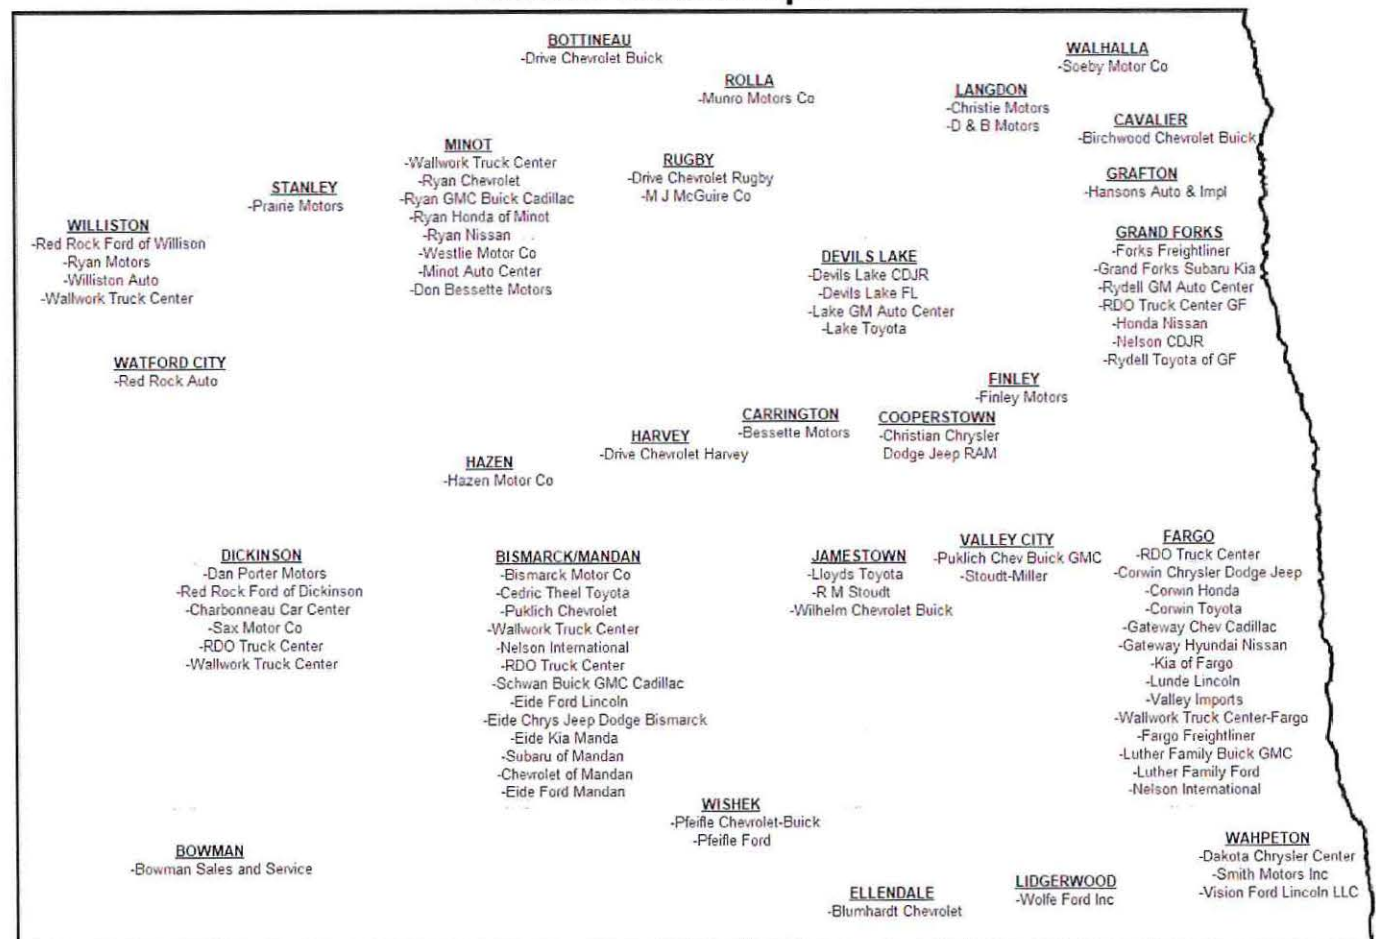 BOTTINEAU
-Drive Chevrolet Buick
WALHALLA
-Soeby Motor Co
ROLLA
-Munro Motors Co
LANGDON
-Christie Motors
-D & B Motors
CAVALIER
-Birchwood Chevrolet Buick
MINOT
-Wallwork Truck Center
-Ryan Chevrolet
-Ryan GMC Buick Cadillac
-Ryan Honda of Minot
-Ryan Nissan
-Westlie Motor Co
-Minot Auto Center
-Don Bessette Motors
RUGBY
-Drive Chevrolet Rugby
-M J McGuire Co
GRAFTON
-Hansons Auto & Impl
STANLEY
-Prairie Motors
WILLISTON
-Red Rock Ford of Willison
-Ryan Motors
-Williston Auto
-Wallwork Truck Center
GRAND FORKS
-Forks Freightliner
-Grand Forks Subaru Kia
-Rydell GM Auto Center
-RDO Truck Center GF
-Honda Nissan
-Nelson CDJR
-Rydell Toyota of GF
DEVILS LAKE
-Devils Lake CDJR
-Devils Lake FL
-Lake GM Auto Center
-Lake Toyota
WATFORD CITY
-Red Rock Auto
FINLEY
-Finley Motors
CARRINGTON
-Bessette Motors
COOPERSTOWN
-Christian Chrysler
Dodge Jeep RAM
HARVEY
-Drive Chevrolet Harvey
HAZEN
-Hazen Motor Co
DICKINSON
-Dan Porter Motors
-Red Rock Ford of Dickinson
-Charbonneau Car Center
-Sax Motor Co
-RDO Truck Center
-Wallwork Truck Center
BISMARCK/MANDAN
-Bismarck Motor Co
-Cedric Theel Toyota
-Puklich Chevrolet
-Wallwork Truck Center
-Nelson International
-RDO Truck Center
-Schwan Buick GMC Cadillac
-Eide Ford Lincoln
-Eide Chrys Jeep Dodge Bismarck
-Eide Kia Manda
-Subaru of Mandan
-Chevrolet of Mandan
-Eide Ford Mandan
JAMESTOWN
-Lloyds Toyota
-R M Stoudt
-Wilhelm Chevrolet Buick
VALLEY CITY
-Puklich Chev Buick GMC
-Stoudt-Miller
FARGO
-RDO Truck Center
-Corwin Chrysler Dodge Jeep
-Corwin Honda
-Corwin Toyota
-Gateway Chev Cadillac
-Gateway Hyundai Nissan
-Kia of Fargo
-Lunde Lincoln
-Valley Imports
-Wallwork Truck Center-Fargo
-Fargo Freightliner
-Luther Family Buick GMC
-Luther Family Ford
-Nelson International
WISHEK
-Pfeifle Chevrolet-Buick
-Pfeifle Ford
BOWMAN
-Bowman Sales and Service
WAHPETON
-Dakota Chrysler Center
-Smith Motors Inc
-Vision Ford Lincoln LLC
ELLENDALE
-Blumhardt Chevrolet
LIDGERWOOD
-Wolfe Ford Inc